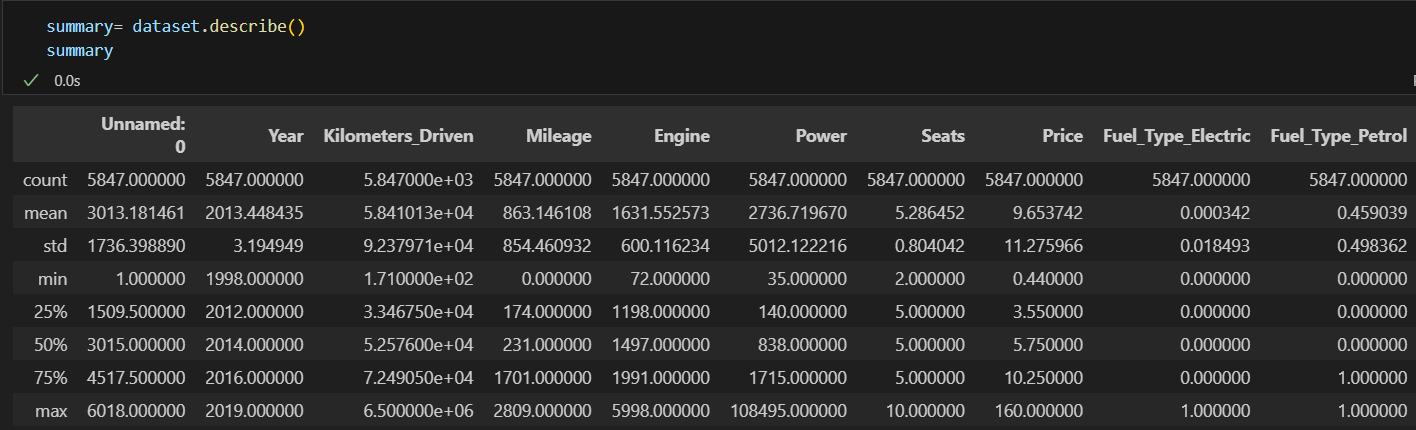 summary= dataset.describe()
summary
✓ 0.0s
Unnamed: 0 Year Kilometers_Driven Mileage Engine Power Seats Price Fuel_Type_Electric Fuel_Type_Petrol
count 5847.000000 5847.000000 5.847000e+03 5847.000000 5847.000000 5847.000000 5847.000000 5847.000000 5847.000000 5847.000000
mean 3013.181461 2013.448435 5.841013e+04 863.146108 1631.552573 2736.719670 5.286452 9.653742 0.000342 0.459039
std 1736.398890 3.194949 9.237971e+04 854.460932 600.116234 5012.122216 0.804042 11.275966 0.018493 0.498362
min 1.000000 1998.000000 1.710000e+02 0.000000 72.000000 35.000000 2.000000 0.440000 0.000000 0.000000
25% 1509.500000 2012.000000 3.346750e+04 174.000000 1198.000000 140.000000 5.000000 3.550000 0.000000 0.000000
50% 3015.000000 2014.000000 5.257600e+04 231.000000 1497.000000 838.000000 5.000000 5.750000 0.000000 0.000000
75% 4517.500000 2016.000000 7.249050e+04 1701.000000 1991.000000 1715.000000 5.000000 10.250000 0.000000 1.000000
max 6018.000000 2019.000000 6.500000e+06 2809.000000 5998.000000 108495.000000 10.000000 160.000000 1.000000 1.000000